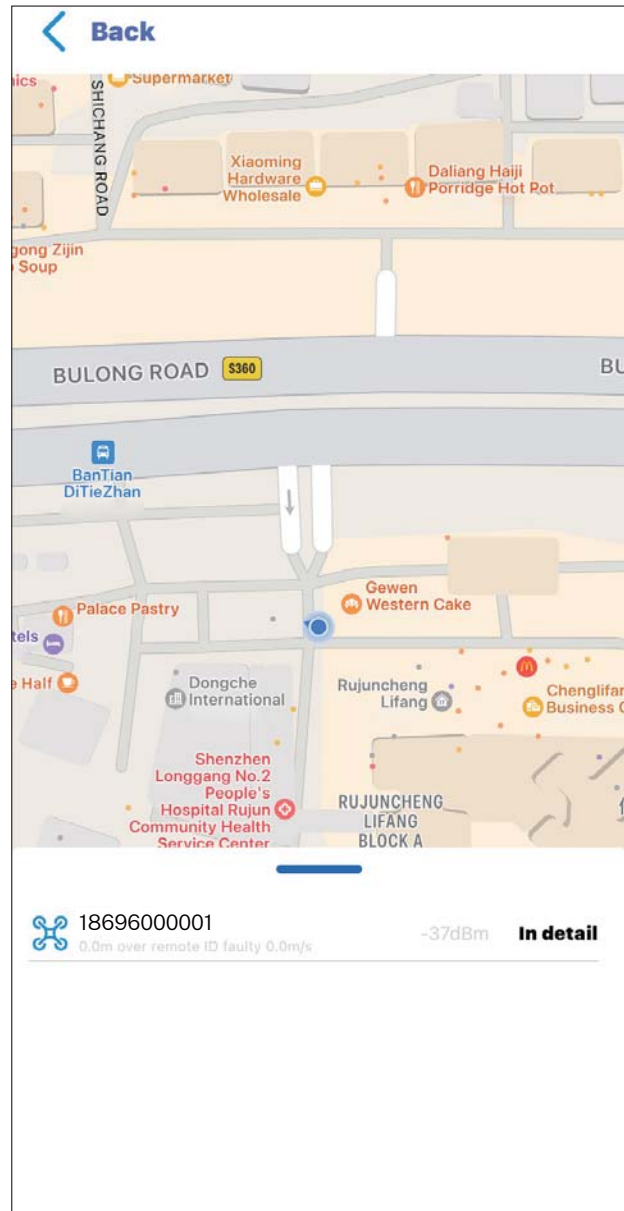 Back
ics
Supermarket
SHICHANG ROAD
Xiaoming
Hardware
Wholesale
Daliang Haiji
Porridge Hot Pot
gong Zijin
Soup
BULONG ROAD S360
BU
BanTian
DiTieZhan
Gewen
Western Cake
Palace Pastry
tels
e Half
Dongche
International
Rujuncheng
Lifang
Chenglifan
Business C
Shenzhen
Longgang No.2
People's
Hospital Rujun
Community Health
Service Center
RUJUNCHENG
LIFANG
BLOCK A
18696000001
0.0m over remote ID faulty 0.0m/s
-37dBm
In detail